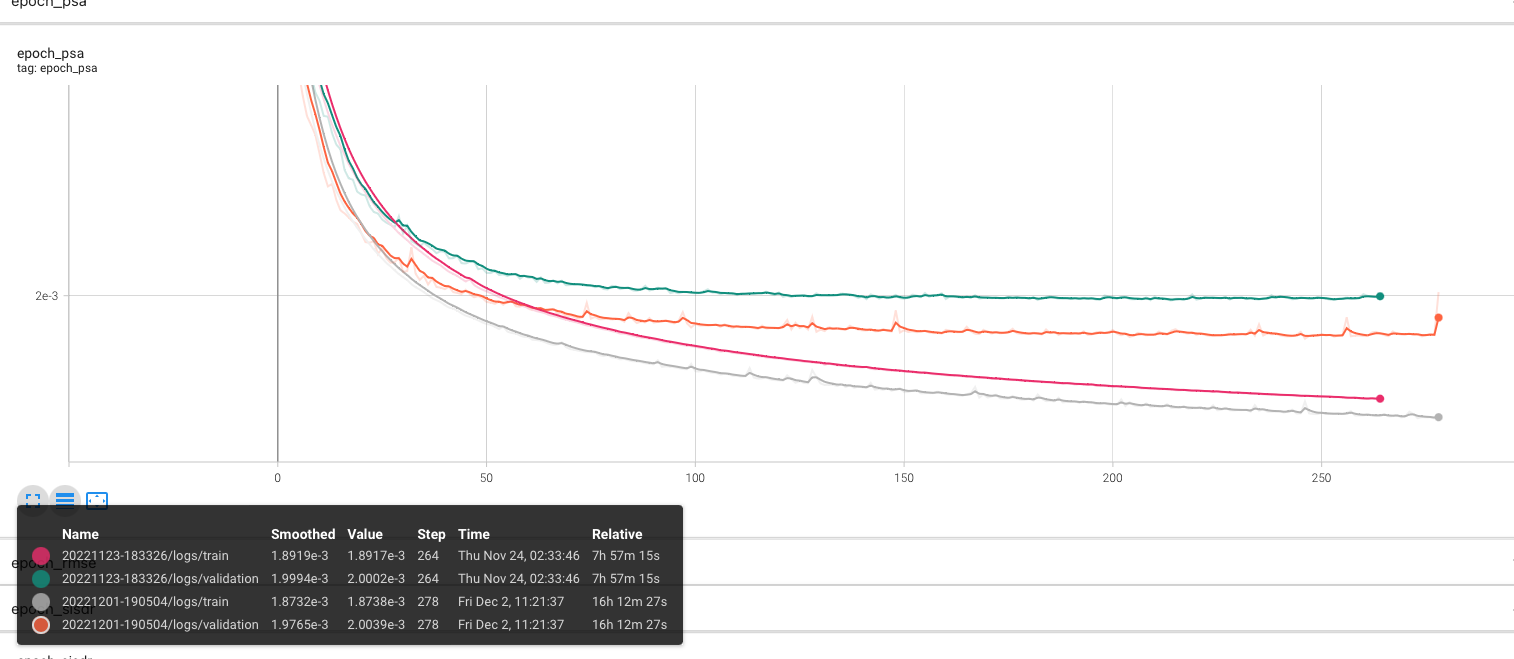 epoch_psa
epoch_psa
tag: epoch_psa
2e-3
0 50 100 150 200 250
Name Smoothed Value Step Time Relative
20221123-183326/logs/train 1.8919e-3 1.8917e-3 264 Thu Nov 24, 02:33:46 7h 57m 15s
20221123-183326/logs/validation 1.9994e-3 2.0002e-3 264 Thu Nov 24, 02:33:46 7h 57m 15s
20221201-190504/logs/train 1.8732e-3 1.8738e-3 278 Fri Dec 2, 11:21:37 16h 12m 27s
20221201-190504/logs/validation 1.9765e-3 2.0039e-3 278 Fri Dec 2, 11:21:37 16h 12m 27s
epoch_rmse
epoch_sisdr
epoch_sisdr